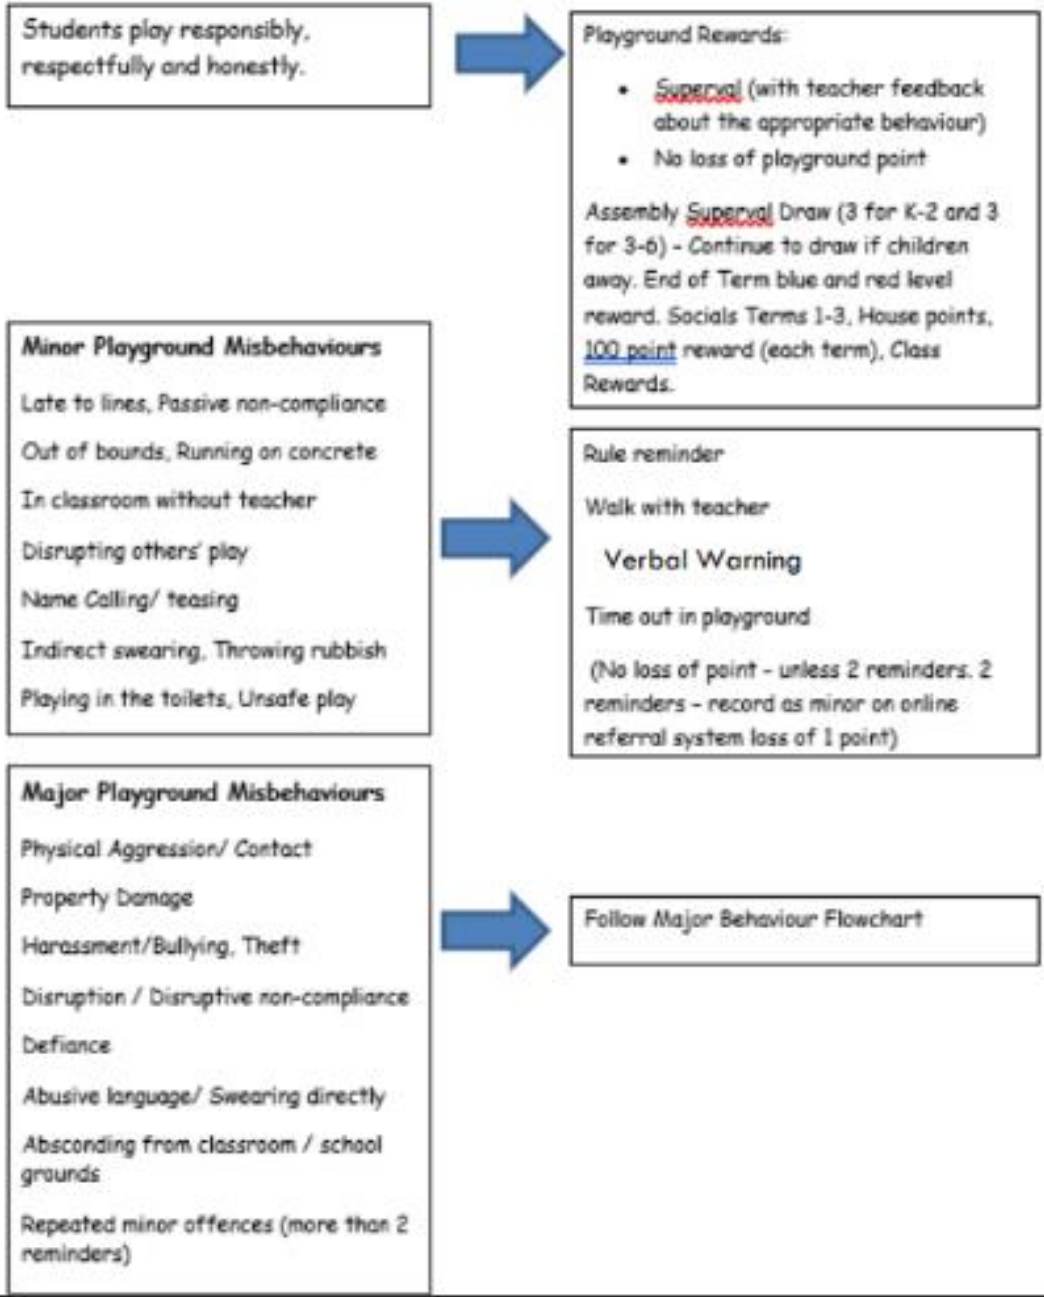 Students play responsibly,
respectfully and honestly.
Playground Rewards:
• Superval (with teacher feedback
about the appropriate behaviour)
• No loss of playground point
Assembly Superval Draw (3 for K-2 and 3
for 3-6) - Continue to draw if children
away. End of Term blue and red level
reward. Socials Terms 1-3, House points,
100 point reward (each term), Class
Rewards.
Minor Playground Misbehaviours
Late to lines, Passive non-compliance
Out of bounds, Running on concrete
In classroom without teacher
Disrupting others' play
Name Calling/ teasing
Indirect swearing, Throwing rubbish
Playing in the toilets, Unsafe play
Rule reminder
Walk with teacher
Verbal Warning
Time out in playground
(No loss of point - unless 2 reminders. 2
reminders - record as minor on online
referral system loss of 1 point)
Major Playground Misbehaviours
Physical Aggression/ Contact
Property Damage
Harassment/Bullying, Theft
Disruption / Disruptive non-compliance
Defiance
Abusive language/ Swearing directly
Absconding from classroom / school
grounds
Repeated minor offences (more than 2
reminders)
Follow Major Behaviour Flowchart